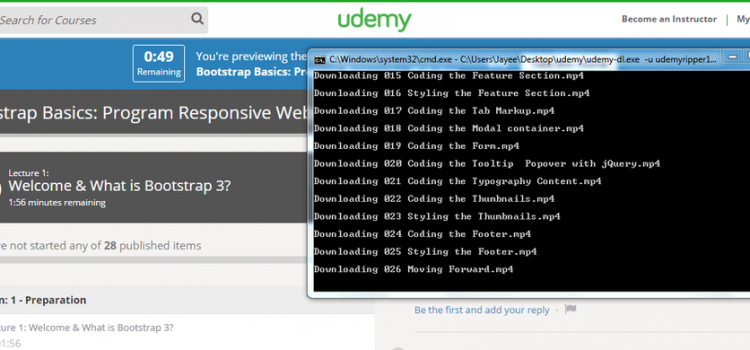 Search for Courses
udemy
Become an Instructor
My
0:49
Remaining
You're previewing the
Bootstrap Basics: Pr
strap Basics: Program Responsive Web
Lecture 1:
Welcome & What is Bootstrap 3?
1:56 minutes remaining
re not started any of 28 published items
n: 1 - Preparation
ture 1: Welcome & What is Bootstrap 3?
01:56
C:\Windows\system32\cmd.exe - C:\Users\Jayee\Desktop\udemy\udemy-dl.exe -u udemyripper1...
Downloading 015 Coding the Feature Section.mp4
Downloading 016 Styling the Feature Section.mp4
Downloading 017 Coding the Tab Markup.mp4
Downloading 018 Coding the Modal container.mp4
Downloading 019 Coding the Form.mp4
Downloading 020 Coding the Tooltip  Popover with jQuery.mp4
Downloading 021 Coding the Typography Content.mp4
Downloading 022 Coding the Thumbnails.mp4
Downloading 023 Styling the Thumbnails.mp4
Downloading 024 Coding the Footer.mp4
Downloading 025 Styling the Footer.mp4
Downloading 026 Moving Forward.mp4
Be the first and add your reply ·